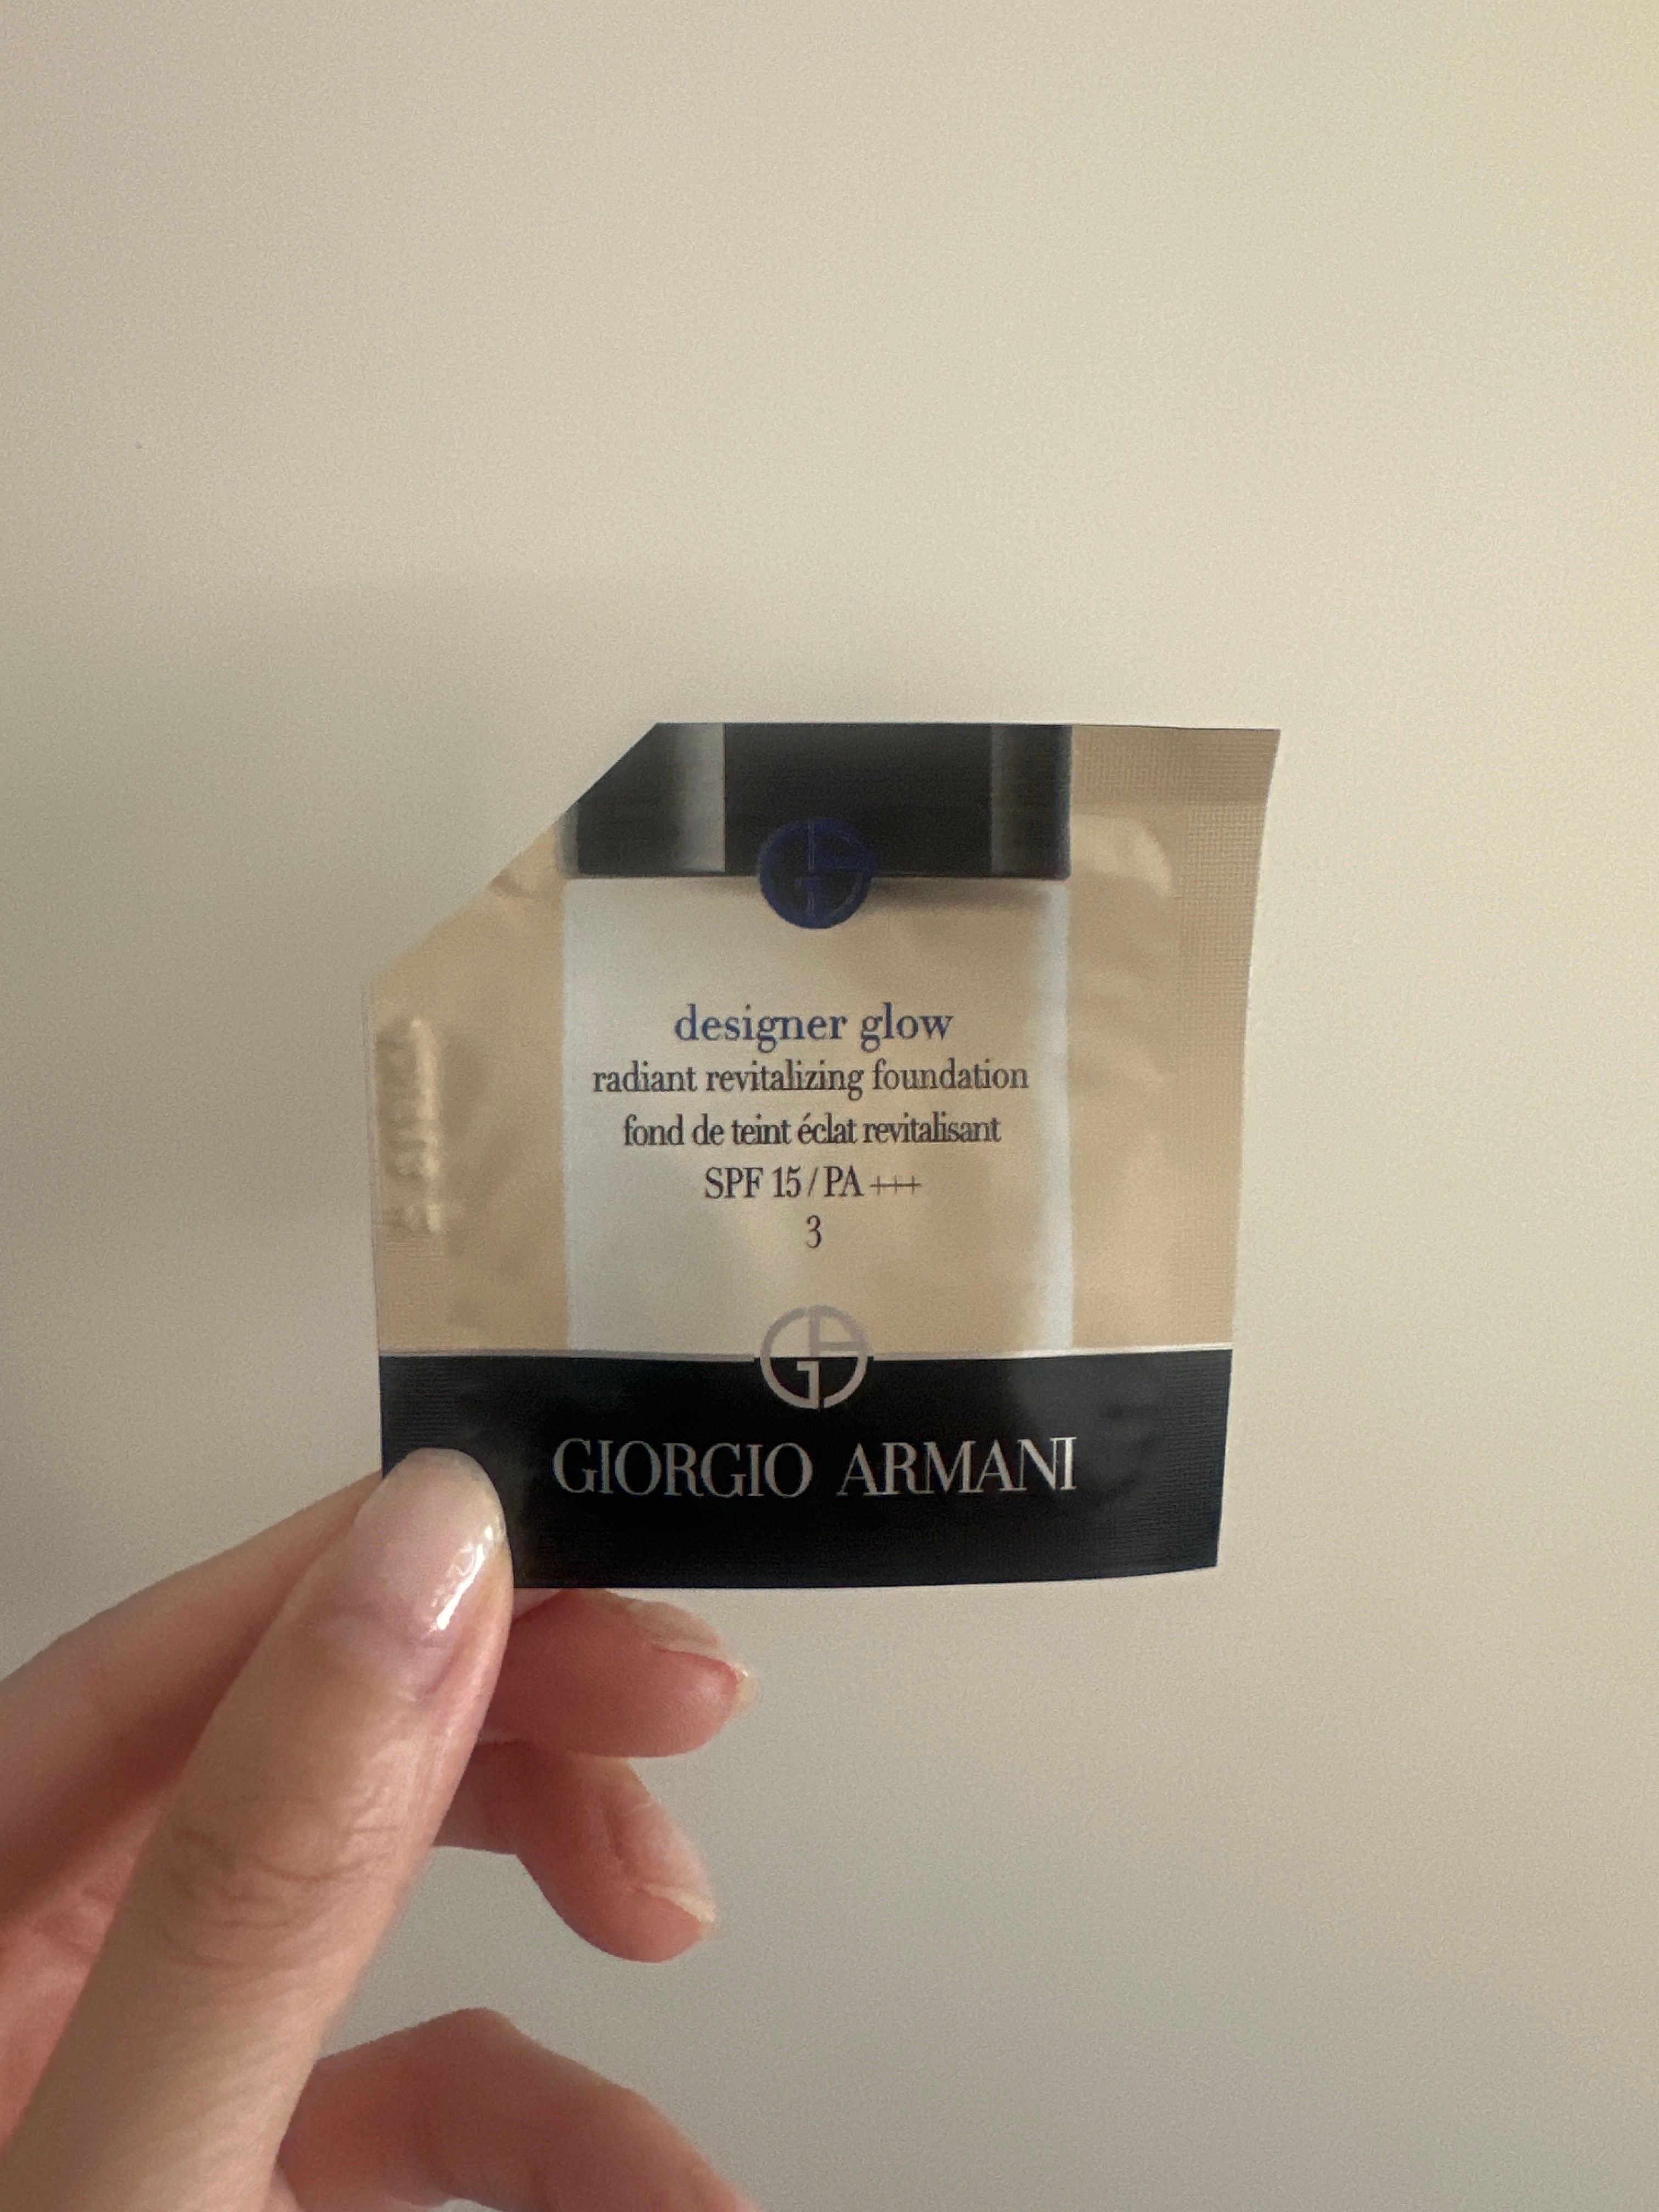 designer glow
radiant revitalizing foundation
fond de teint éclat revitalisant
SPF 15/PA +++
3
GIORGIO ARMANI